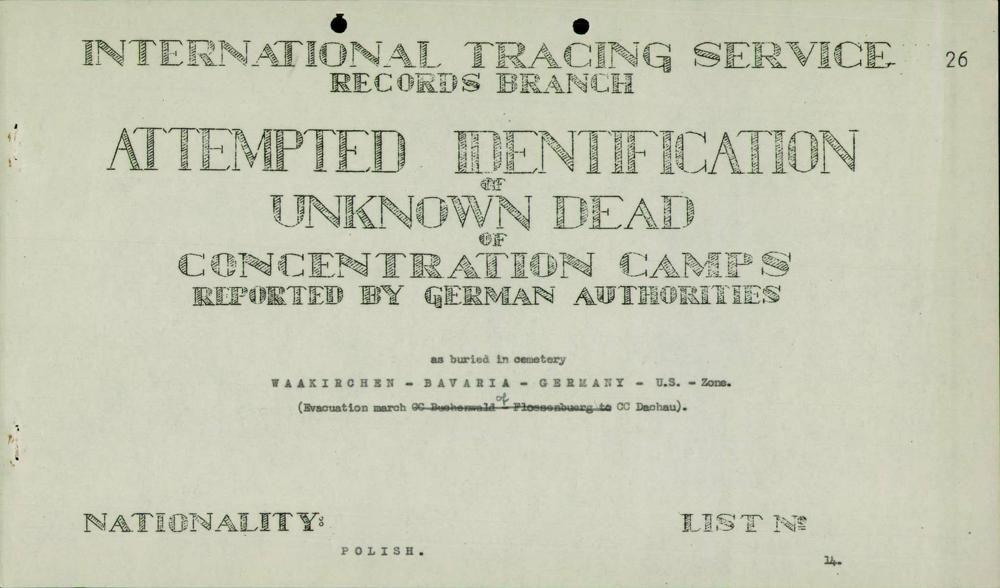 INTERNATIONAL TRACING SERVICE 26
RECORDS BRANCH
ATTEMPTED IDENTIFICATION
OF
UNKNOWN DEAD
OF
CONCENTRATION CAMPS
REPORTED BY GERMAN AUTHORITIES
as buried in cemetery
WAAKIRCHEN - BAVARIA - GERMANY - U.S. - Zone.
of
(Evacuation march CC Buchenwald - Flossenbuerg to CC Dachau).
NATIONALITY: LIST Nº
POLISH.
14.